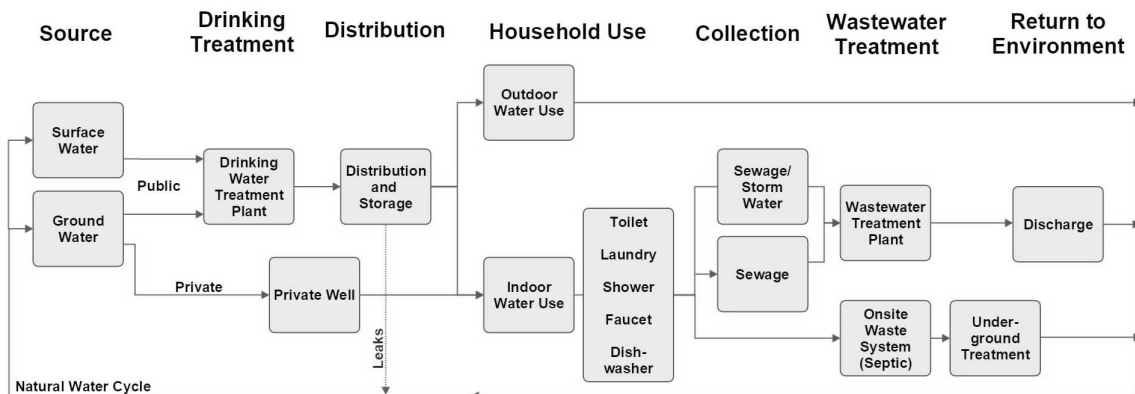 Source
Drinking
Treatment
Distribution
Household Use
Collection
Wastewater
Treatment
Return to
Environment
Outdoor
Water Use
Surface
Water
Public
Ground
Water
Drinking
Water
Treatment
Plant
Distribution
and
Storage
Private
Private Well
Leaks
Indoor
Water Use
Toilet
Laundry
Shower
Faucet
Dish-
washer
Sewage/
Storm
Water
Sewage
Wastewater
Treatment
Plant
Discharge
Onsite
Waste
System
(Septic)
Under-
ground
Treatment
Natural Water Cycle